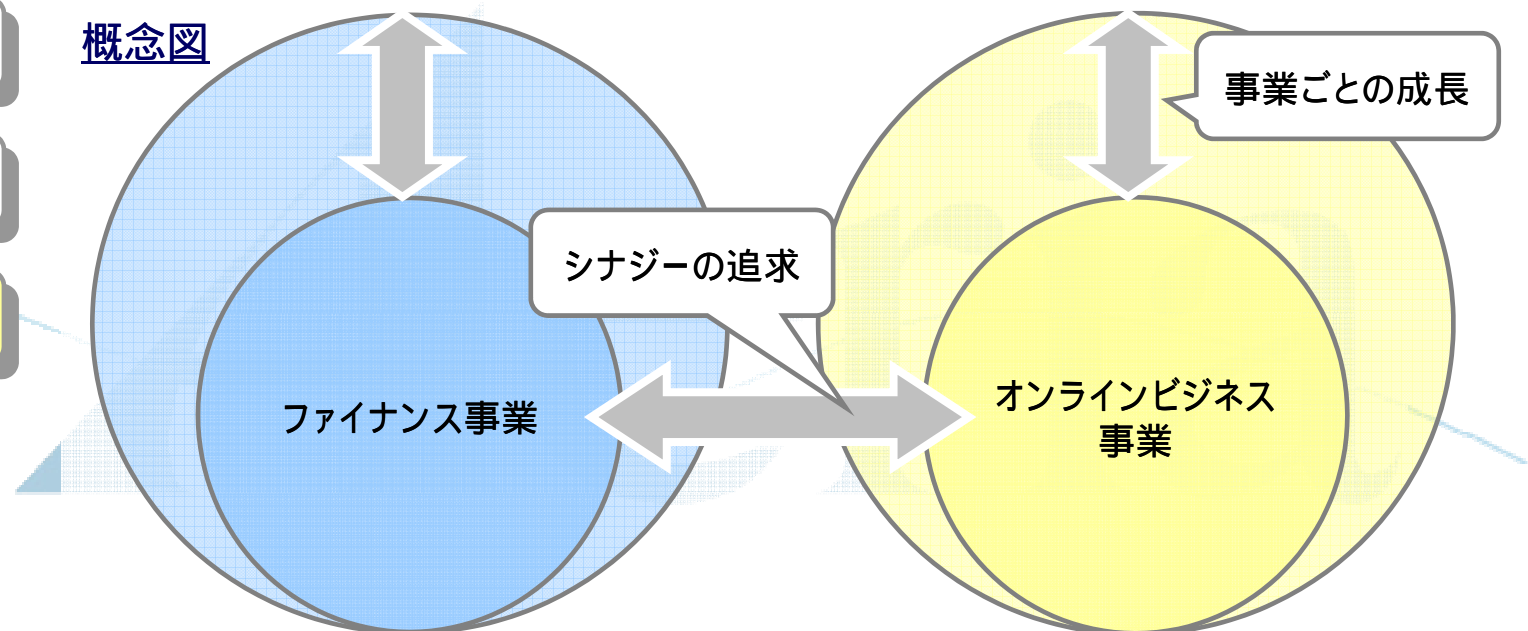 概念図
事業ごとの成長
シナジーの追求
ファイナンス事業
オンラインビジネス
事業